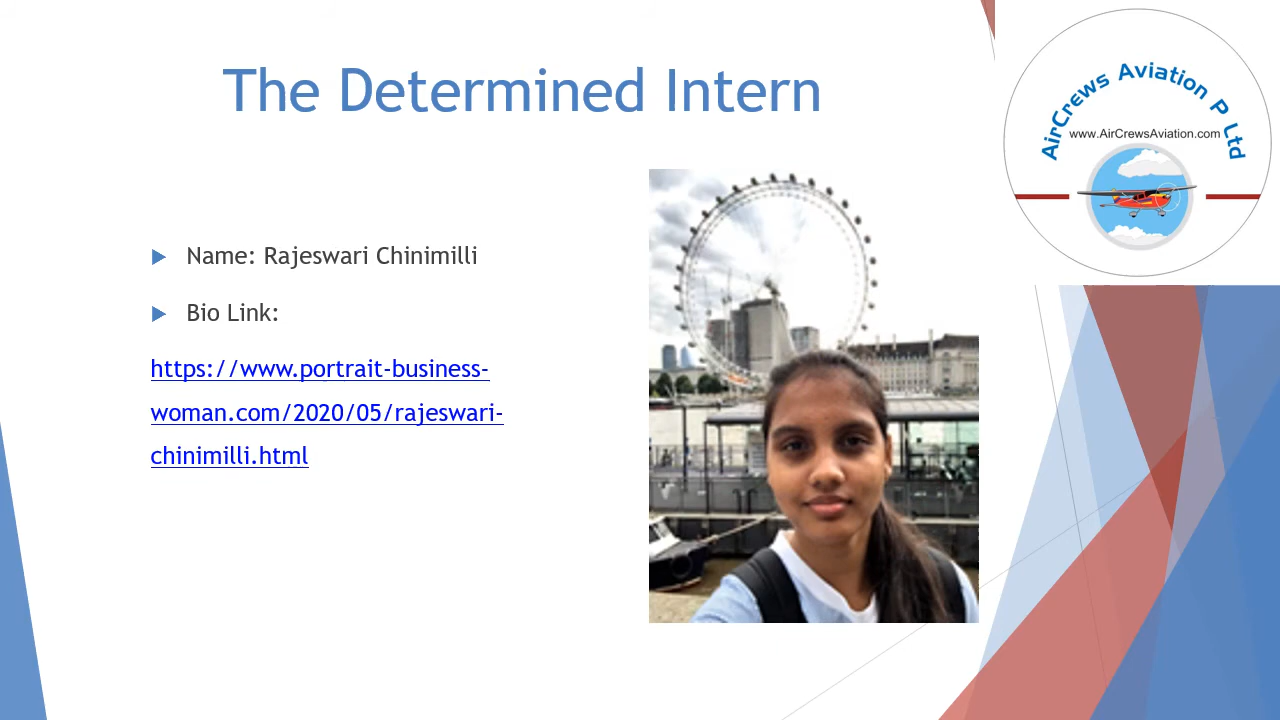 The Determined Intern
AirCrews Aviation P Ltd
www.AirCrewsAviation.com
Name: Rajeswari Chinimilli
Bio Link:
https://www.portrait-business-
woman.com/2020/05/rajeswari-
chinimilli.html